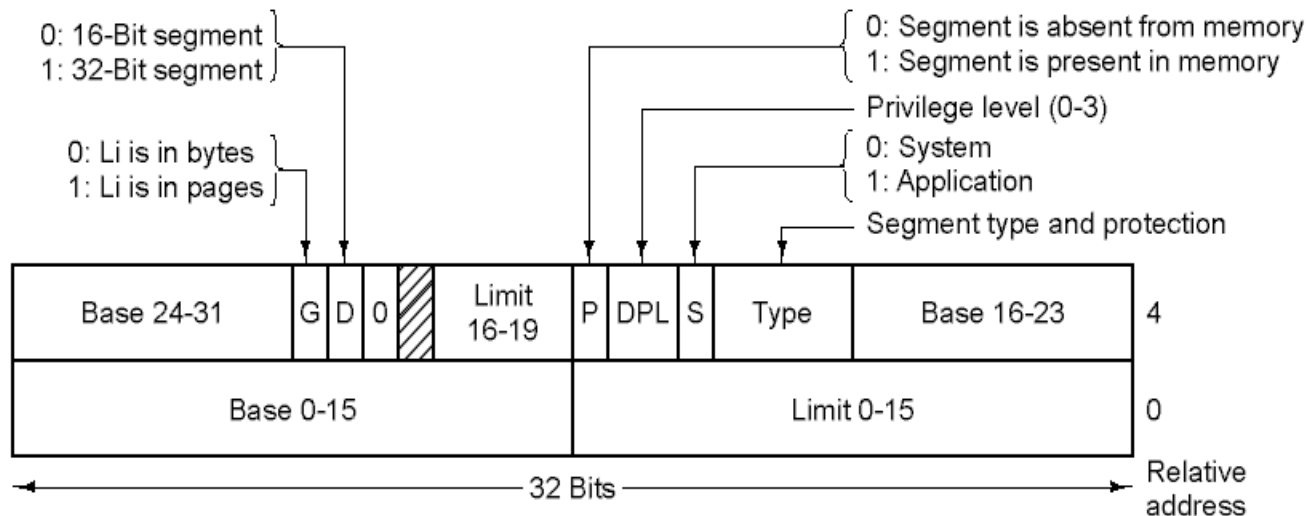 0: 16-Bit segment
1: 32-Bit segment
0: Li is in bytes
1: Li is in pages
0: Segment is absent from memory
1: Segment is present in memory
Privilege level (0-3)
0: System
1: Application
Segment type and protection
Base 24-31 G D 0 Limit 16-19 P DPL S Type Base 16-23 4
Base 0-15 Limit 0-15 0
32 Bits
Relative
address